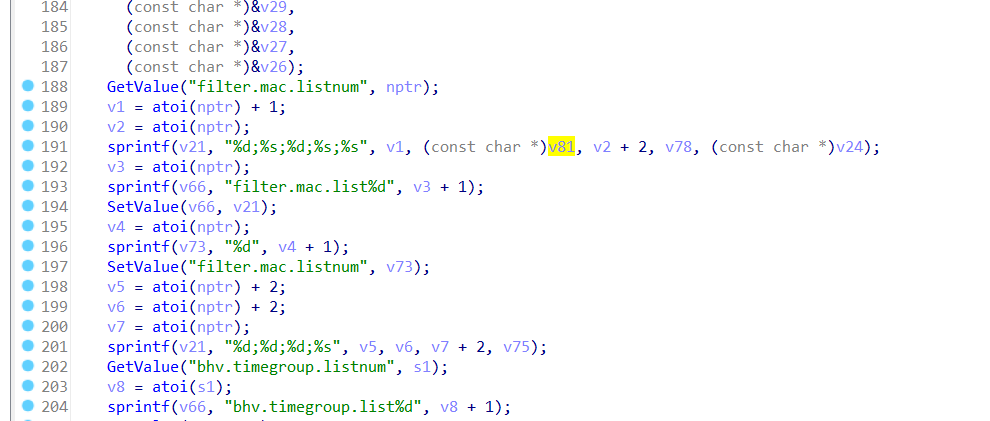 184 (const char *)&v29,
185 (const char *)&v28,
186 (const char *)&v27,
187 (const char *)&v26);
188 GetValue("filter.mac.listnum", nptr);
189 v1 = atoi(nptr) + 1;
190 v2 = atoi(nptr);
191 sprintf(v21, "%d;%s;%d;%s;%s", v1, (const char *)v81, v2 + 2, v78, (const char *)v24);
192 v3 = atoi(nptr);
193 sprintf(v66, "filter.mac.list%d", v3 + 1);
194 SetValue(v66, v21);
195 v4 = atoi(nptr);
196 sprintf(v73, "%d", v4 + 1);
197 SetValue("filter.mac.listnum", v73);
198 v5 = atoi(nptr) + 2;
199 v6 = atoi(nptr) + 2;
200 v7 = atoi(nptr);
201 sprintf(v21, "%d;%d;%d;%s", v5, v6, v7 + 2, v75);
202 GetValue("bhv.timegroup.listnum", s1);
203 v8 = atoi(s1);
204 sprintf(v66, "bhv.timegroup.list%d", v8 + 1);